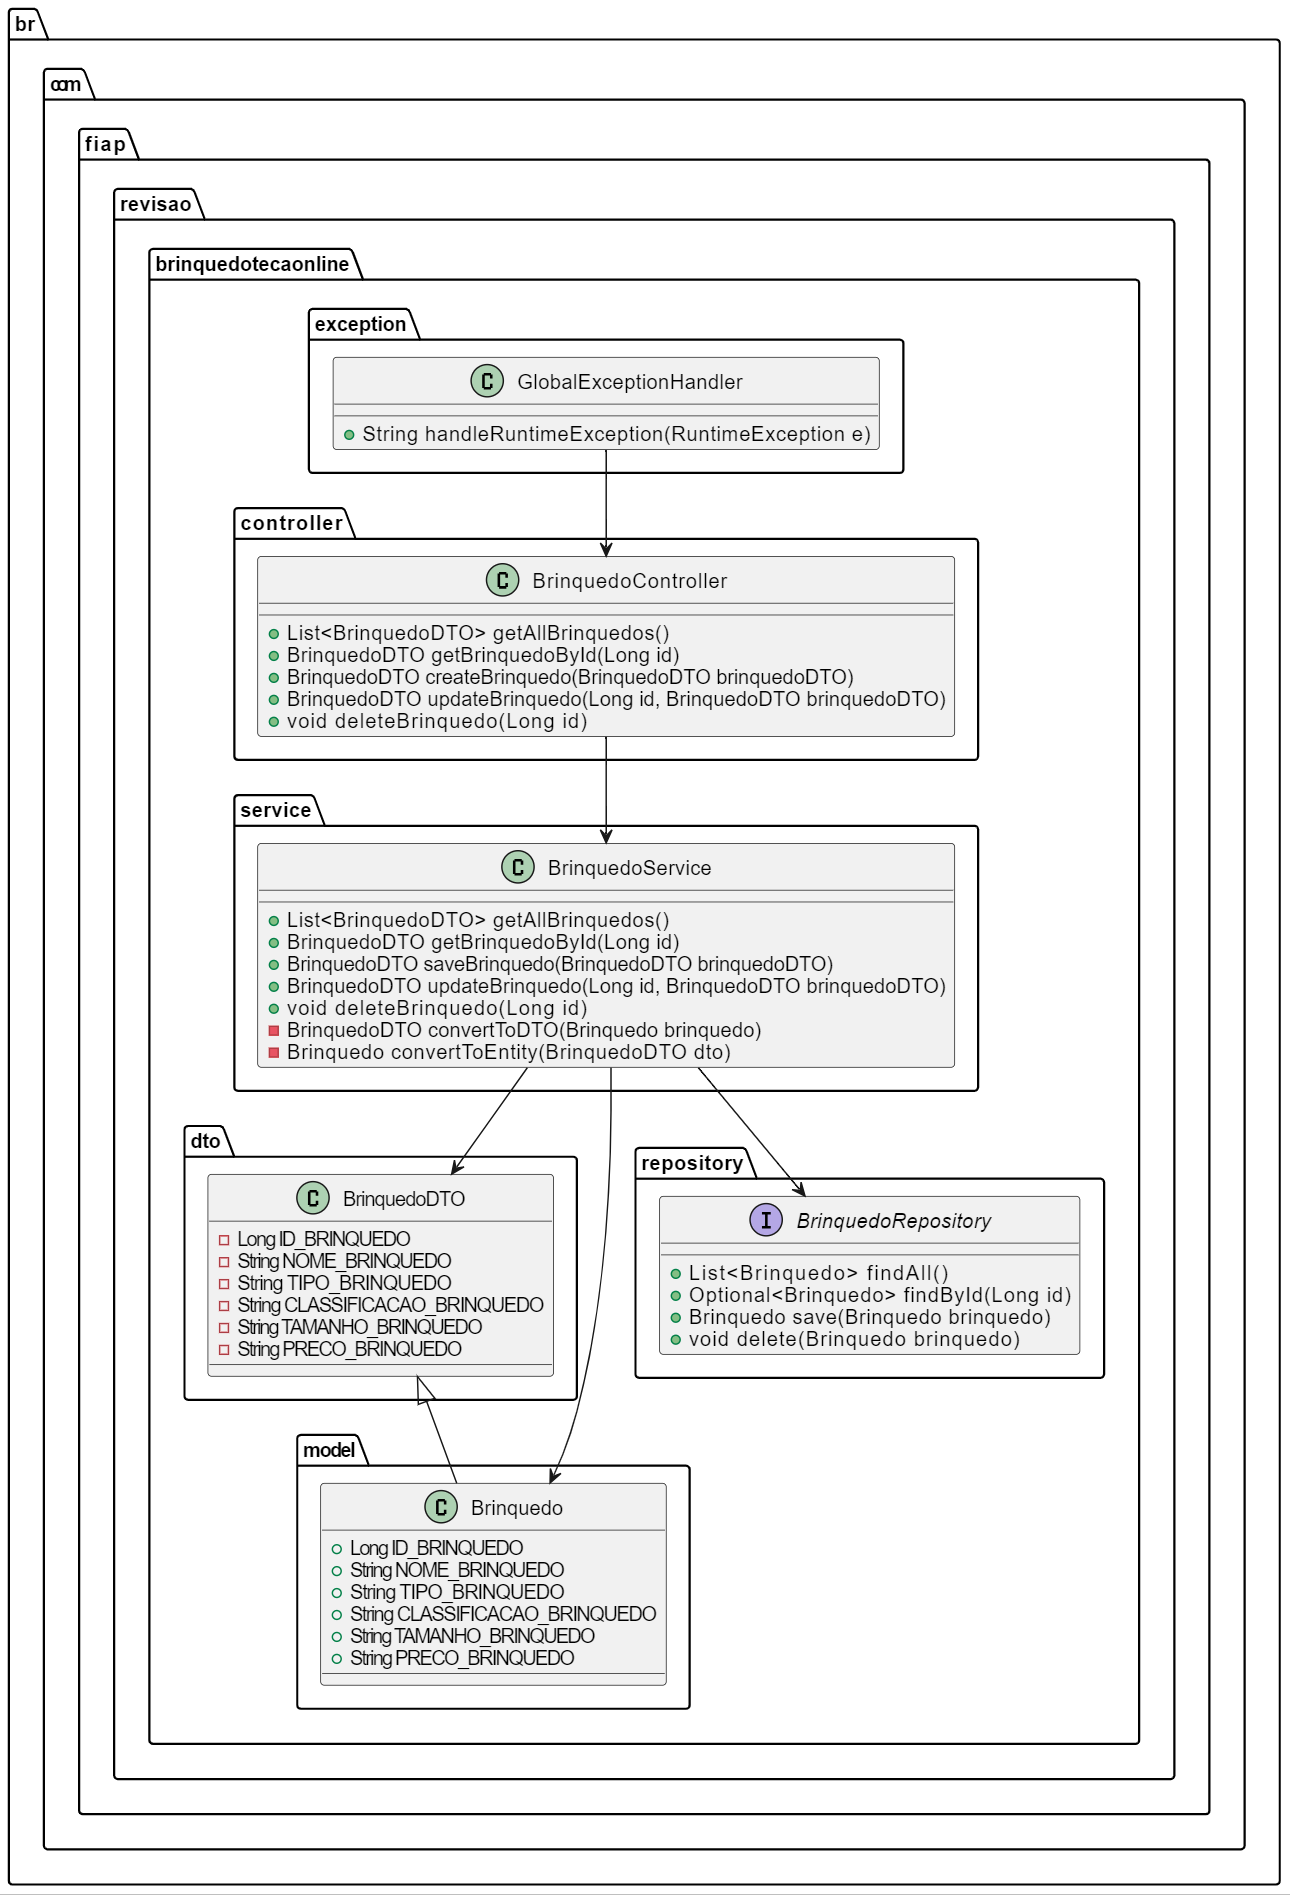 br
com
fiap
revisao
brinquedotecaonline
exception
C GlobalExceptionHandler
String handleRuntimeException(RuntimeException e)
controller
C BrinquedoController
List<BrinquedoDTO> getAllBrinquedos()
BrinquedoDTO getBrinquedoById(Long id)
BrinquedoDTO createBrinquedo(BrinquedoDTO brinquedoDTO)
BrinquedoDTO updateBrinquedo(Long id, BrinquedoDTO brinquedoDTO)
void deleteBrinquedo(Long id)
service
C BrinquedoService
List<BrinquedoDTO> getAllBrinquedos()
BrinquedoDTO getBrinquedoById(Long id)
BrinquedoDTO saveBrinquedo(BrinquedoDTO brinquedoDTO)
BrinquedoDTO updateBrinquedo(Long id, BrinquedoDTO brinquedoDTO)
void deleteBrinquedo(Long id)
BrinquedoDTO convertToDTO(Brinquedo brinquedo)
Brinquedo convertToEntity(BrinquedoDTO dto)
dto
C BrinquedoDTO
Long ID_BRINQUEDO
String NOME_BRINQUEDO
String TIPO_BRINQUEDO
String CLASSIFICACAO_BRINQUEDO
String TAMANHO_BRINQUEDO
String PRECO_BRINQUEDO
repository
I BrinquedoRepository
List<Brinquedo> findAll()
Optional<Brinquedo> findById(Long id)
Brinquedo save(Brinquedo brinquedo)
void delete(Brinquedo brinquedo)
model
C Brinquedo
Long ID_BRINQUEDO
String NOME_BRINQUEDO
String TIPO_BRINQUEDO
String CLASSIFICACAO_BRINQUEDO
String TAMANHO_BRINQUEDO
String PRECO_BRINQUEDO